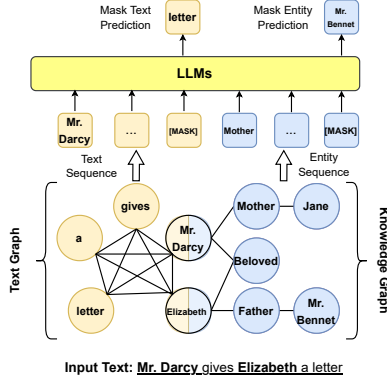 Mask Text
Prediction
letter
Mask Entity
Prediction
Mr.
Bennet
LLMs
Mr.
Darcy
...
[MASK]
Mother
...
[MASK]
Text
Sequence
Entity
Sequence
Text Graph
gives
a
letter
Mr.
Darcy
Elizabeth
Mother
Jane
Beloved
Father
Mr.
Bennet
Knowledge Graph
Input Text: Mr. Darcy gives Elizabeth a letter